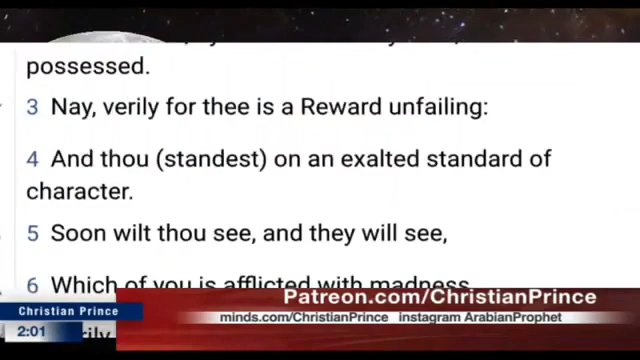 possessed.
3 Nay, verily for thee is a Reward unfailing:
4 And thou (standest) on an exalted standard of
character.
5 Soon wilt thou see, and they will see,
6 Which of you is afflicted with madness.
Patreon.com/ChristianPrince
Christian Prince
minds.com/ChristianPrince instagram ArabianProphet
2:01